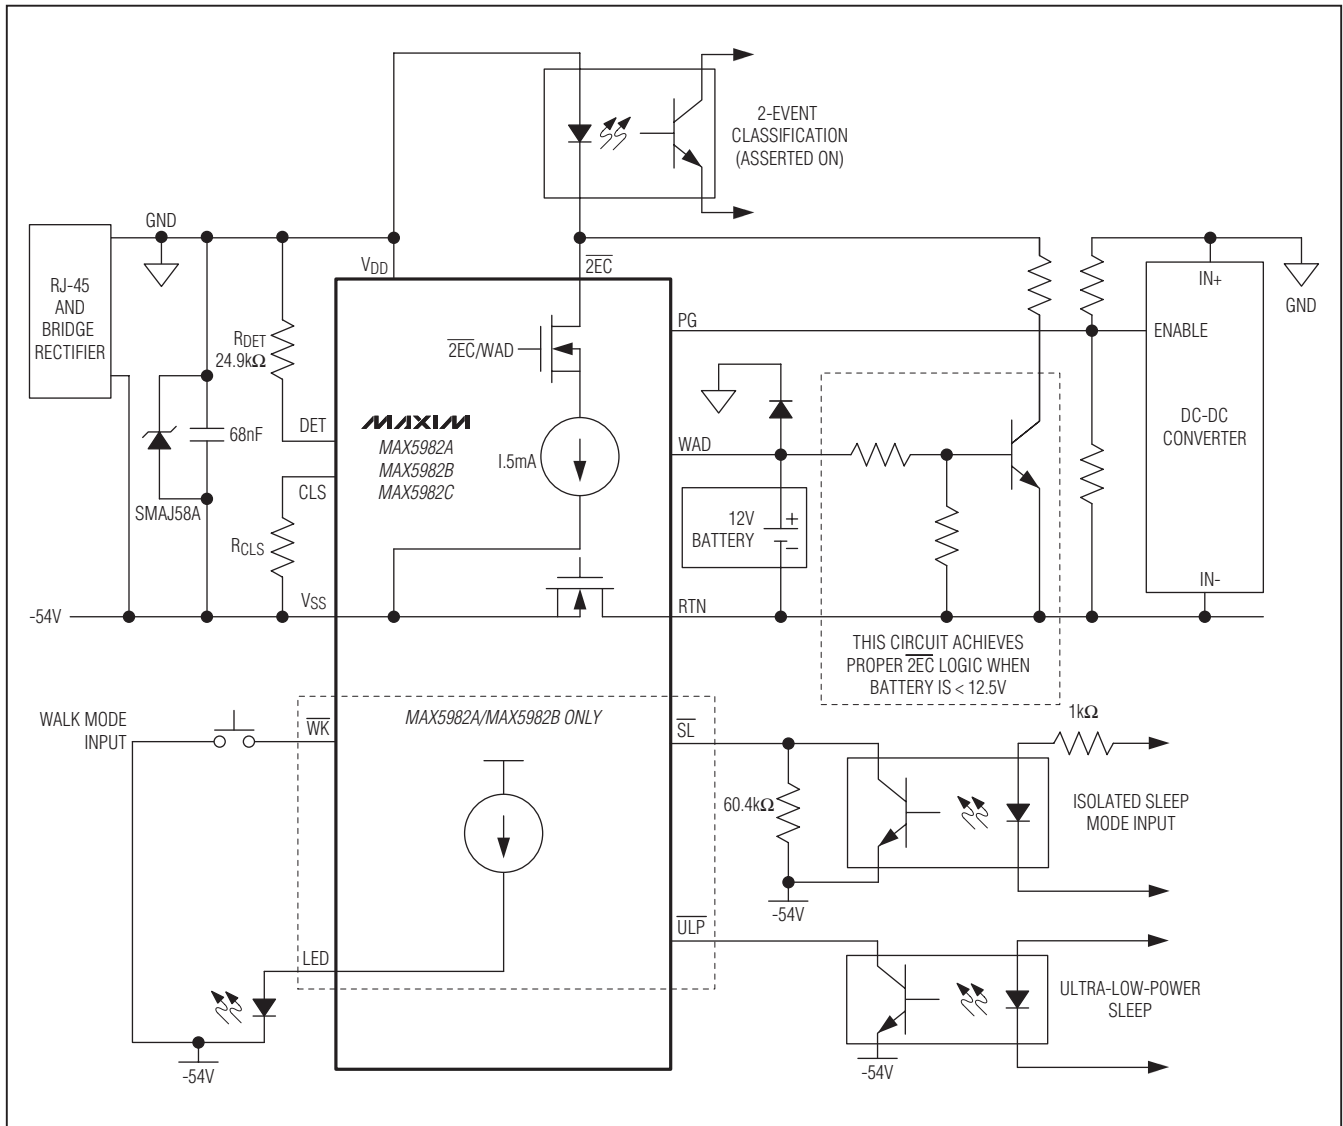 2-EVENT
CLASSIFICATION
(ASSERTED ON)
GND
RJ-45
AND
BRIDGE
RECTIFIER
VDD
2EC
RDET
24.9kΩ
2EC/WAD
PG
IN+
GND
ENABLE
DC-DC
CONVERTER
IN-
68nF
SMAJ58A
DET
MAXIM
MAX5982A
MAX5982B
MAX5982C
CLS
RCLS
1.5mA
WAD
12V
BATTERY
+
−
-54V
VSS
RTN
THIS CIRCUIT ACHIEVES
PROPER 2EC LOGIC WHEN
BATTERY IS < 12.5V
WALK MODE
INPUT
WK
MAX5982A/MAX5982B ONLY
SL
1kΩ
60.4kΩ
ISOLATED SLEEP
MODE INPUT
-54V
ULP
LED
ULTRA-LOW-POWER
SLEEP
-54V
-54V